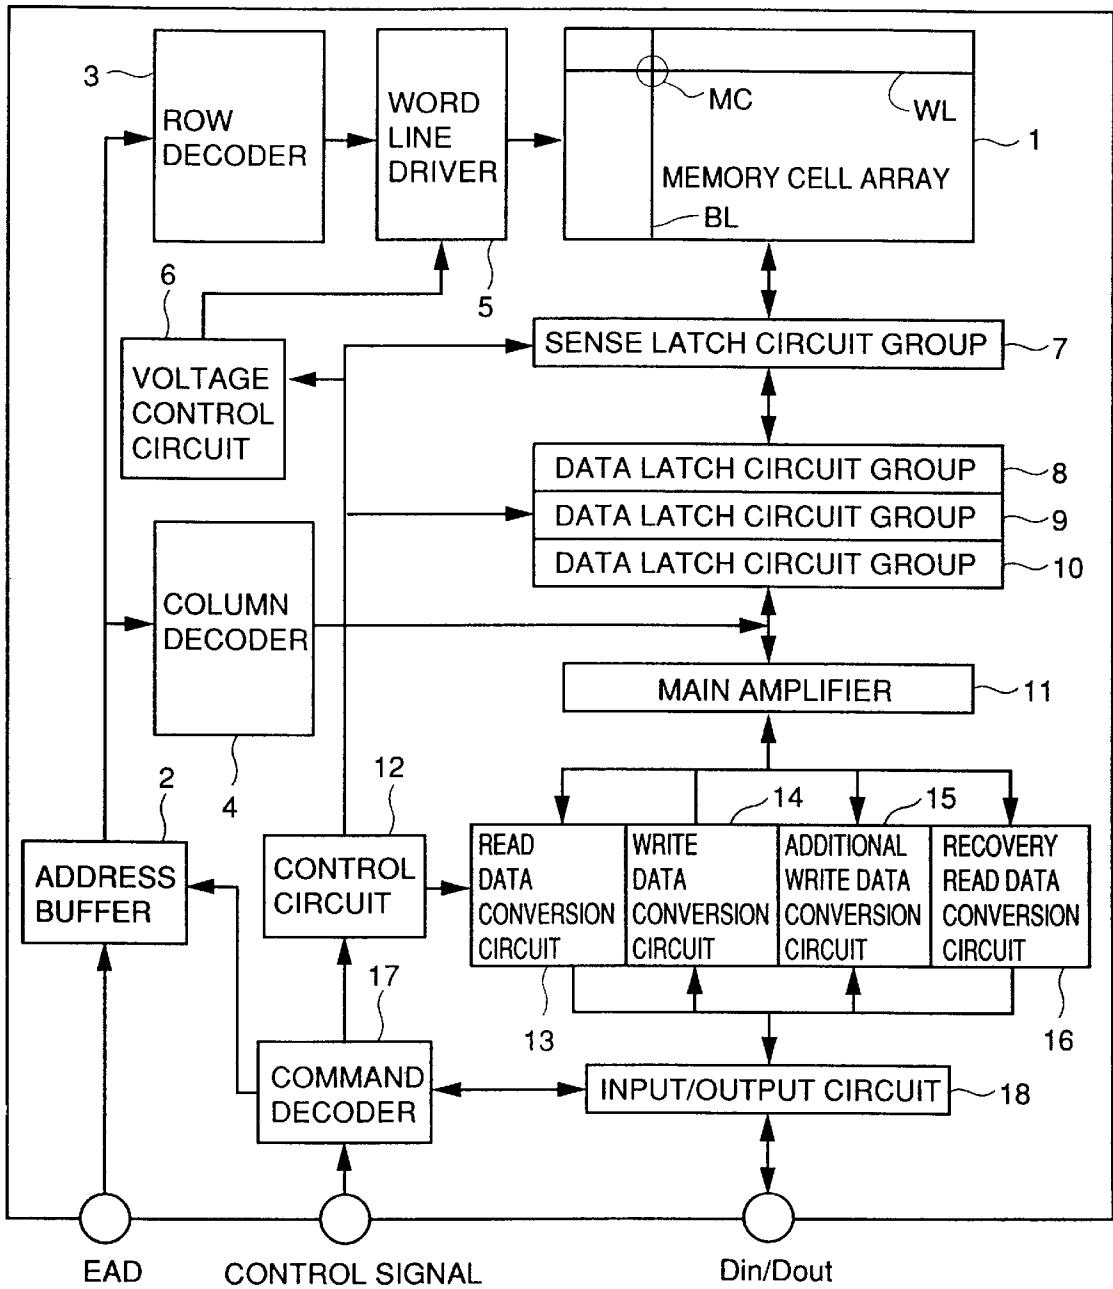 3
ROW
DECODER
WORD
LINE
DRIVER
5
MC
WL
1
MEMORY CELL ARRAY
BL
6
VOLTAGE
CONTROL
CIRCUIT
SENSE LATCH CIRCUIT GROUP
7
DATA LATCH CIRCUIT GROUP
8
DATA LATCH CIRCUIT GROUP
9
DATA LATCH CIRCUIT GROUP
10
COLUMN
DECODER
4
MAIN AMPLIFIER
11
2
ADDRESS
BUFFER
12
CONTROL
CIRCUIT
READ
DATA
CONVERSION
CIRCUIT
13
14
WRITE
DATA
CONVERSION
CIRCUIT
15
ADDITIONAL
WRITE DATA
CONVERSION
CIRCUIT
RECOVERY
READ DATA
CONVERSION
CIRCUIT
16
17
COMMAND
DECODER
INPUT/OUTPUT CIRCUIT
18
EAD
CONTROL SIGNAL
Din/Dout